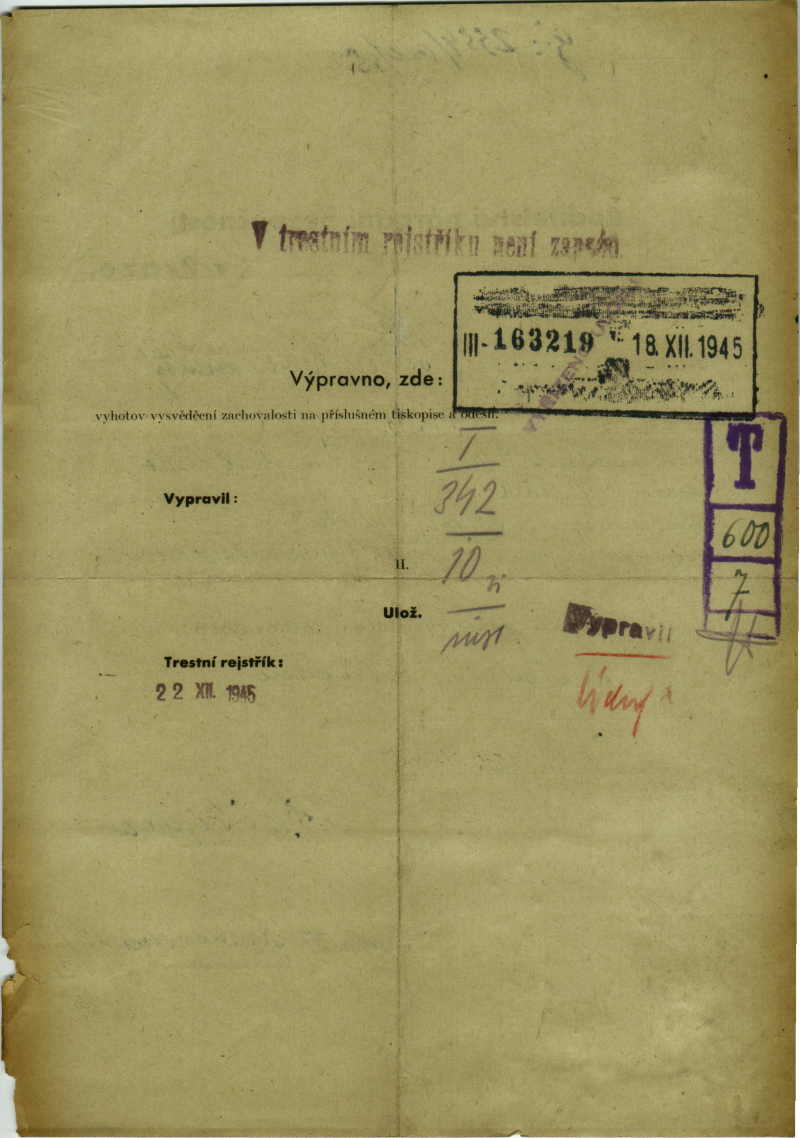 V trestním rejstříku není zapsán
III-163219 18. XII. 1945
Výpravno, zde:
vyhotov vysvědčení zachovalosti na příslušném tiskopise a odešli.
I
T
342
Vypravil:
600
10
II.
7
Ulož.
Vypravil
Trestní rejstřík:
22 XII. 1945